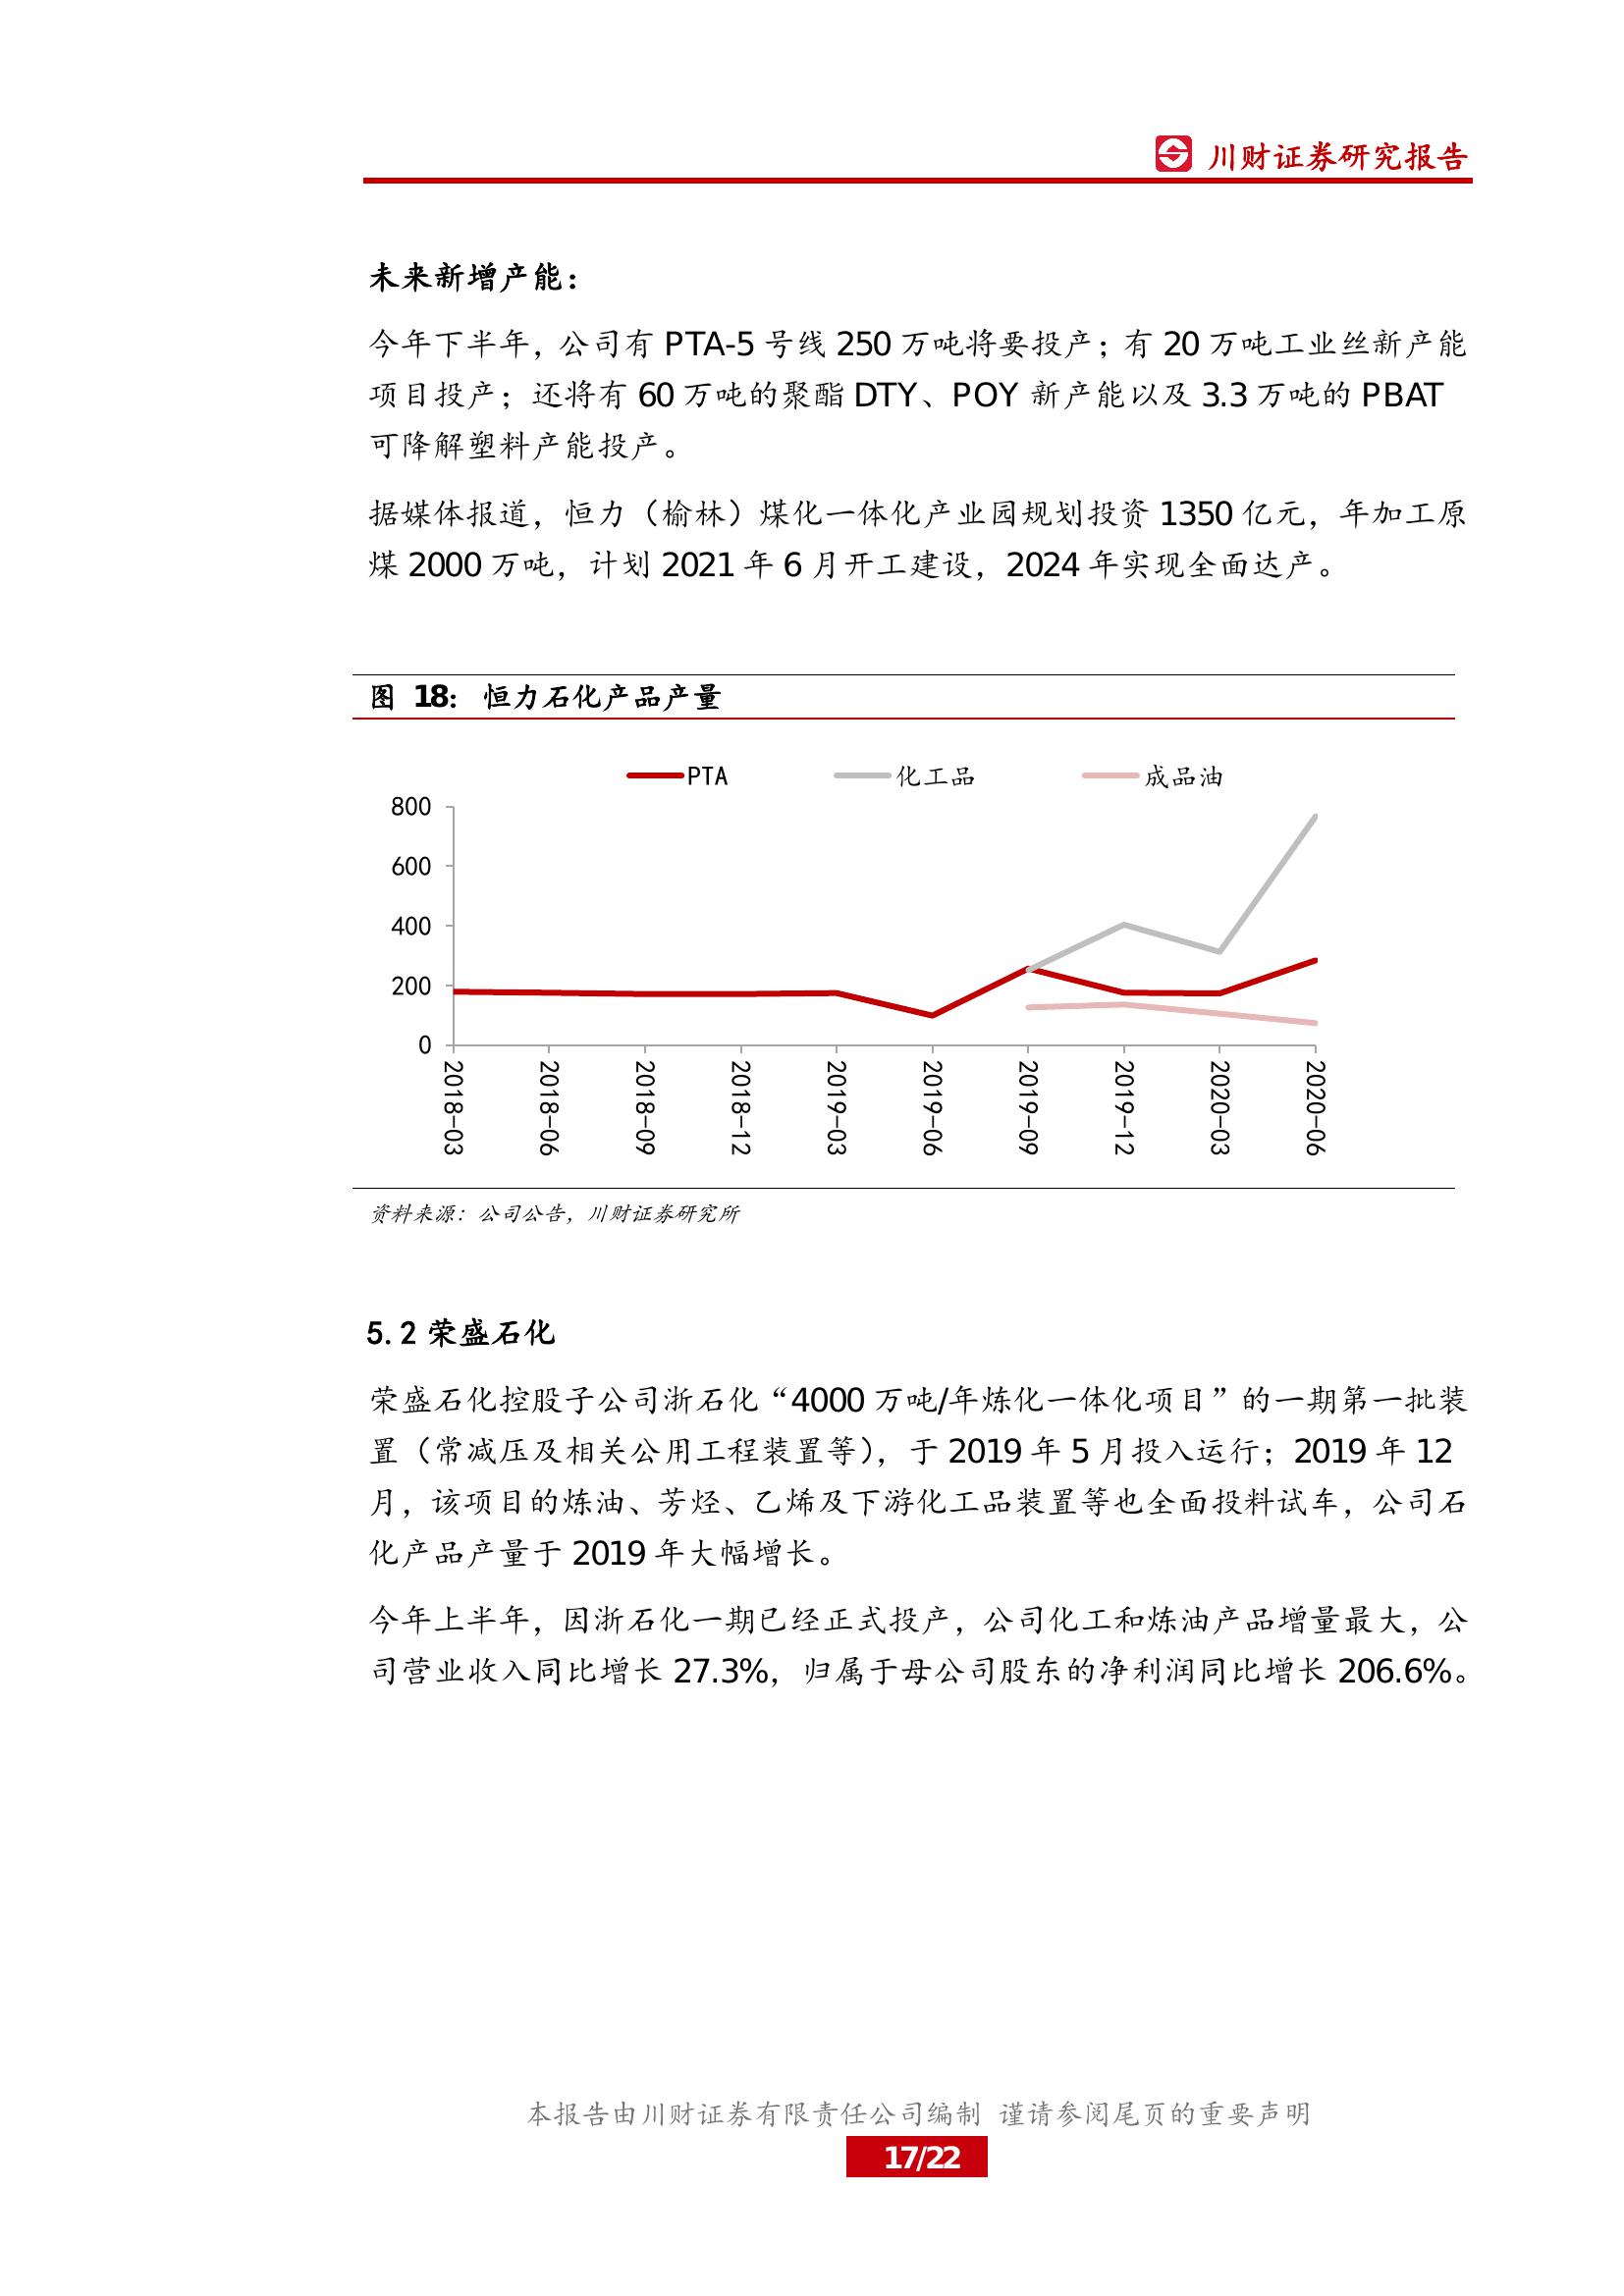 川财证券研究报告
未来新增产能：
今年下半年，公司有 PTA-5 号线 250 万吨将要投产；有 20 万吨工业丝新产能
项目投产；还将有 60 万吨的聚酯 DTY、POY 新产能以及 3.3 万吨的 PBAT
可降解塑料产能投产。
据媒体报道，恒力（榆林）煤化一体化产业园规划投资 1350 亿元，年加工原
煤 2000 万吨，计划 2021 年 6 月开工建设，2024 年实现全面达产。
图 18： 恒力石化产品产量
PTA 化工品 成品油
800
600
400
200
0
2018-03 2018-06 2018-09 2018-12 2019-03 2019-06 2019-09 2019-12 2020-03 2020-06
资料来源：公司公告，川财证券研究所
5.2 荣盛石化
荣盛石化控股子公司浙石化“4000 万吨/年炼化一体化项目”的一期第一批装
置（常减压及相关公用工程装置等），于 2019 年 5 月投入运行；2019 年 12
月，该项目的炼油、芳烃、乙烯及下游化工品装置等也全面投料试车，公司石
化产品产量于 2019 年大幅增长。
今年上半年，因浙石化一期已经正式投产，公司化工和炼油产品增量最大，公
司营业收入同比增长 27.3%，归属于母公司股东的净利润同比增长 206.6%。
本报告由川财证券有限责任公司编制 谨请参阅尾页的重要声明
17/22